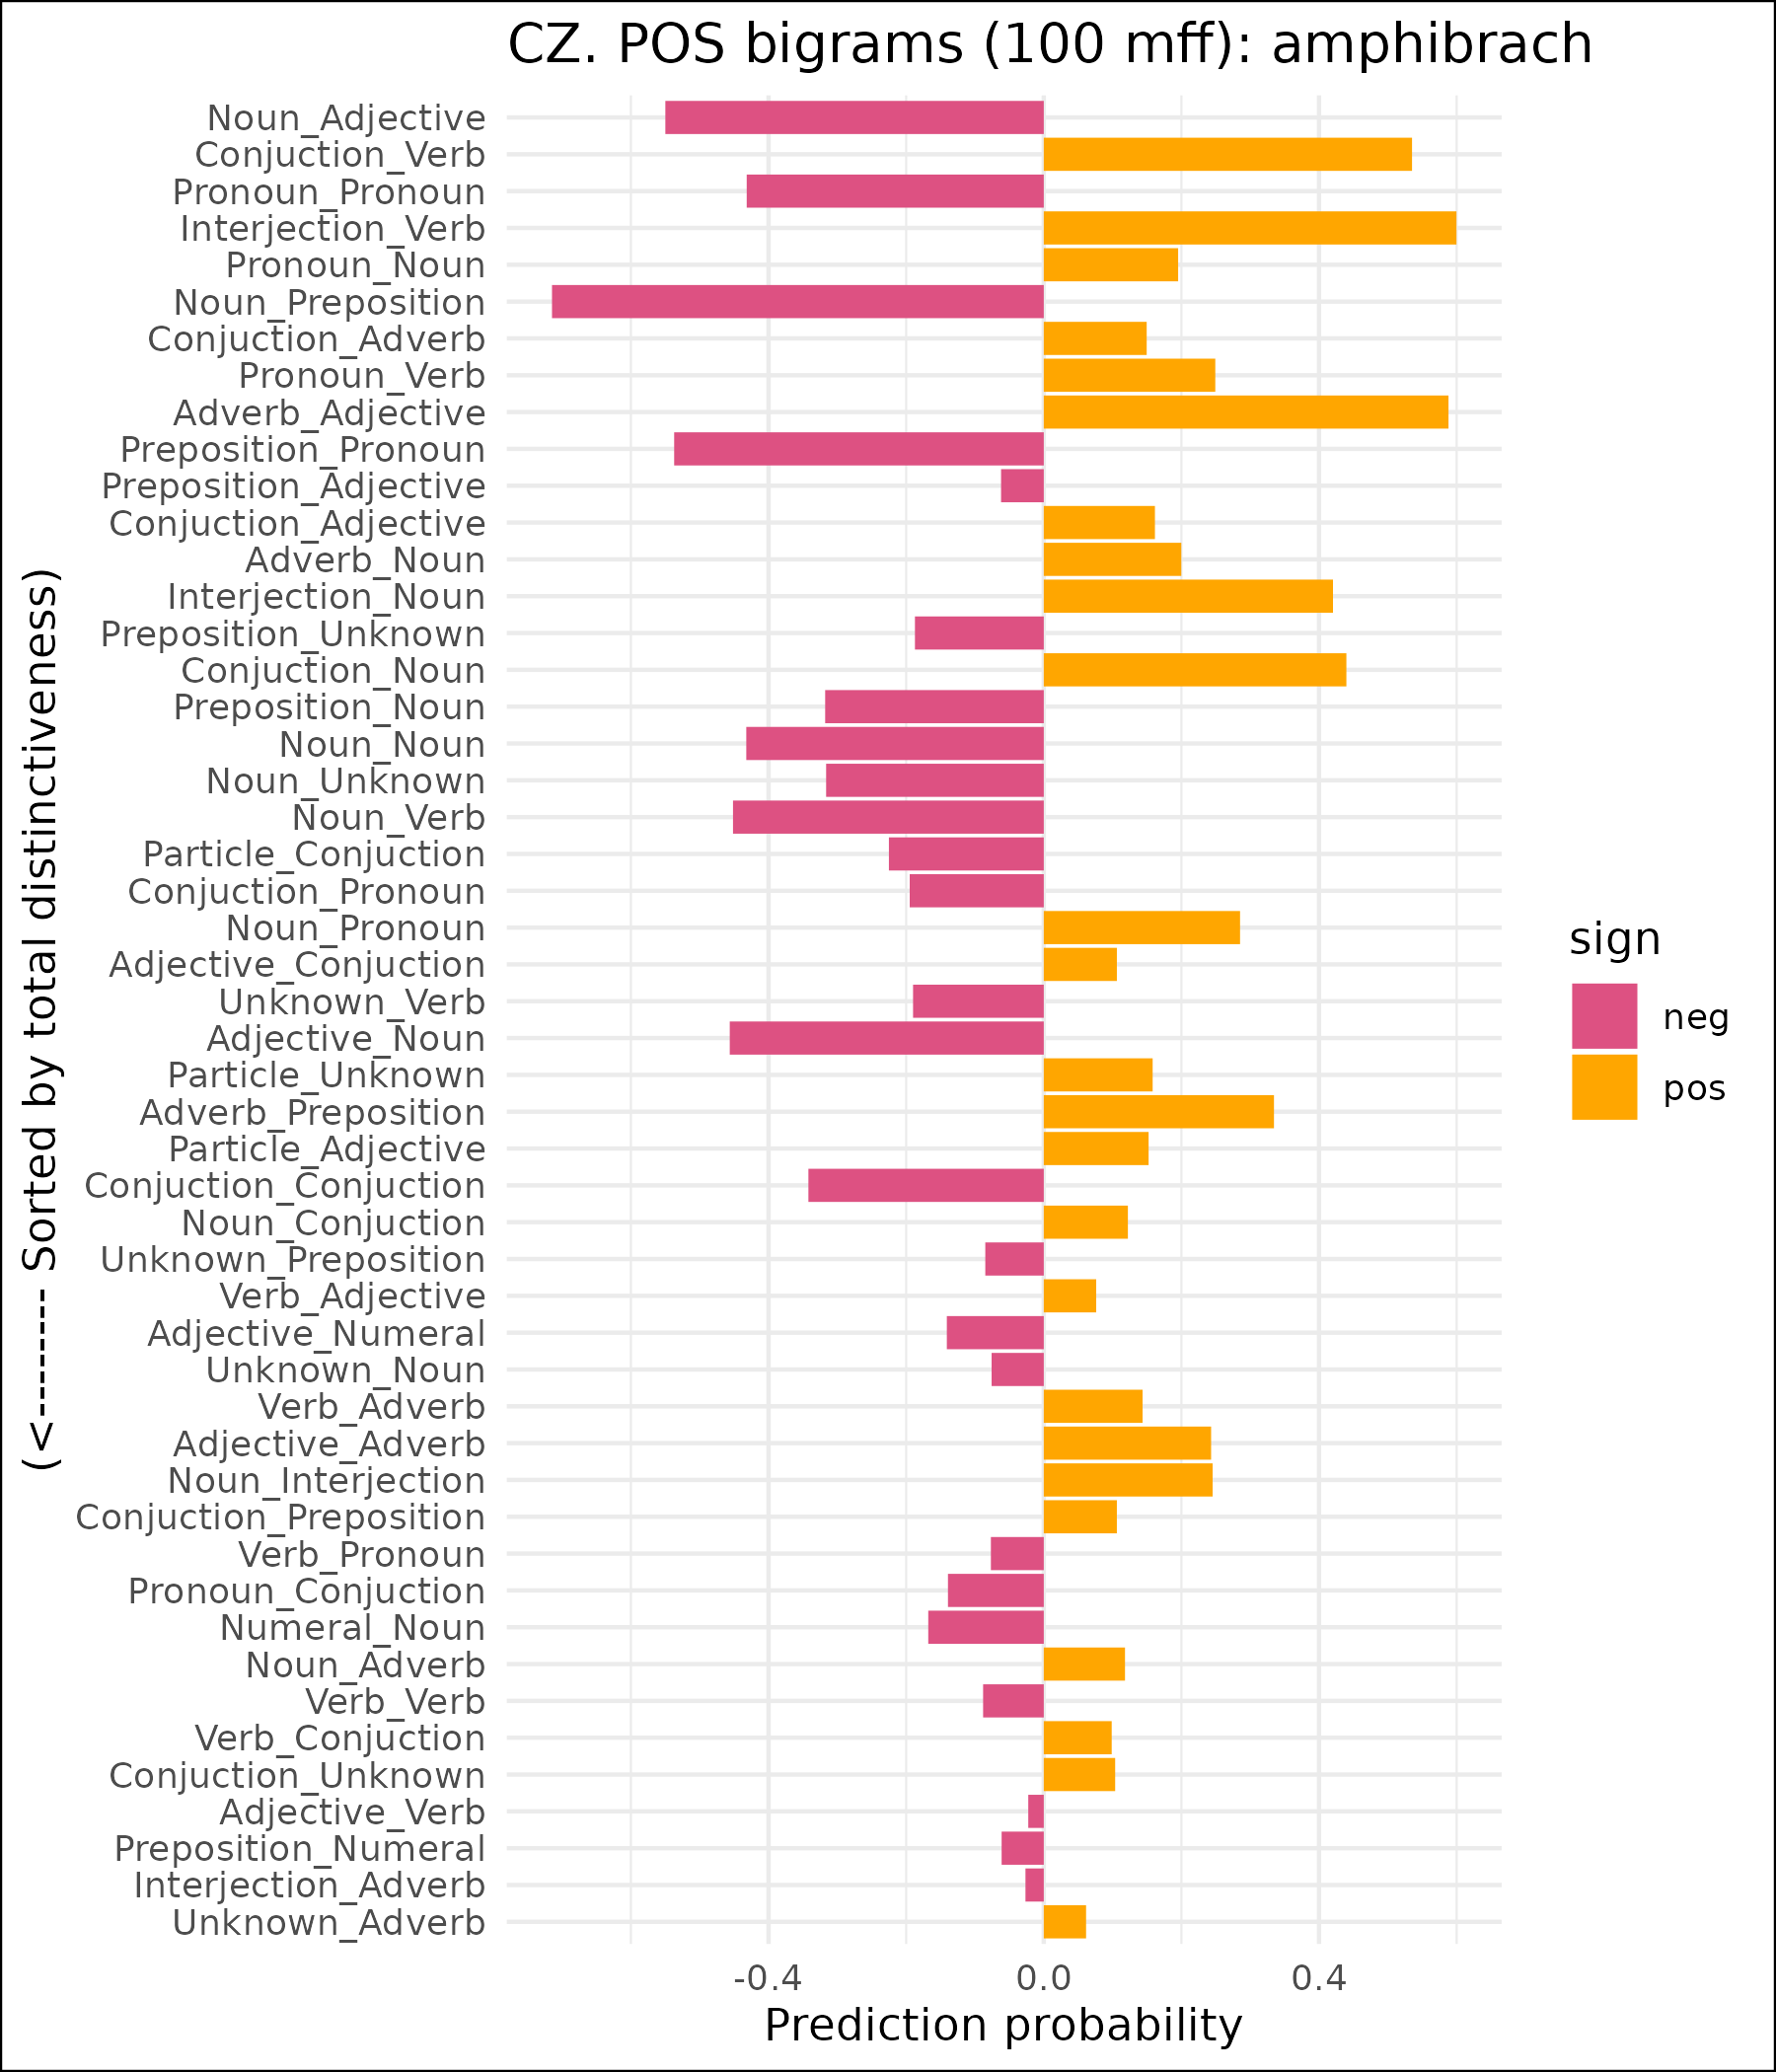 CZ. POS bigrams (100 mff): amphibrach
Noun_Adjective
Conjuction_Verb
Pronoun_Pronoun
Interjection_Verb
Pronoun_Noun
Noun_Preposition
Conjuction_Adverb
Pronoun_Verb
Adverb_Adjective
Preposition_Pronoun
Preposition_Adjective
Conjuction_Adjective
Adverb_Noun
Interjection_Noun
Preposition_Unknown
Conjuction_Noun
Preposition_Noun
Noun_Noun
Noun_Unknown
Noun_Verb
Particle_Conjuction
Conjuction_Pronoun
Noun_Pronoun
Adjective_Conjuction
Unknown_Verb
Adjective_Noun
Particle_Unknown
Adverb_Preposition
Particle_Adjective
Conjuction_Conjuction
Noun_Conjuction
Unknown_Preposition
Verb_Adjective
Adjective_Numeral
Unknown_Noun
Verb_Adverb
Adjective_Adverb
Noun_Interjection
Conjuction_Preposition
Verb_Pronoun
Pronoun_Conjuction
Numeral_Noun
Noun_Adverb
Verb_Verb
Verb_Conjuction
Conjuction_Unknown
Adjective_Verb
Preposition_Numeral
Interjection_Adverb
Unknown_Adverb
(<--------- Sorted by total distinctiveness)
-0.4 0.0 0.4
Prediction probability
sign
neg
pos